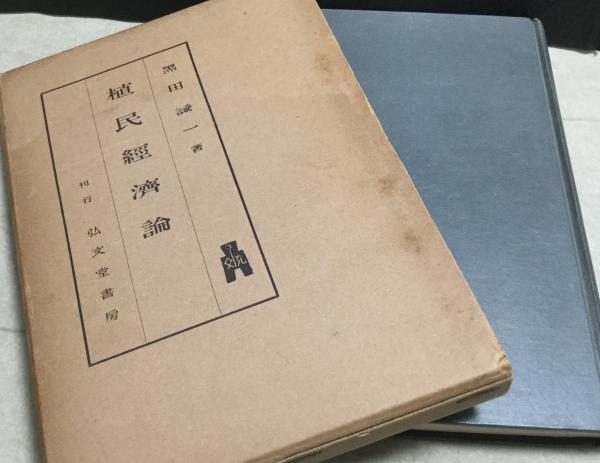 黑田謙一著
植民經濟論
刊行 弘文堂書房